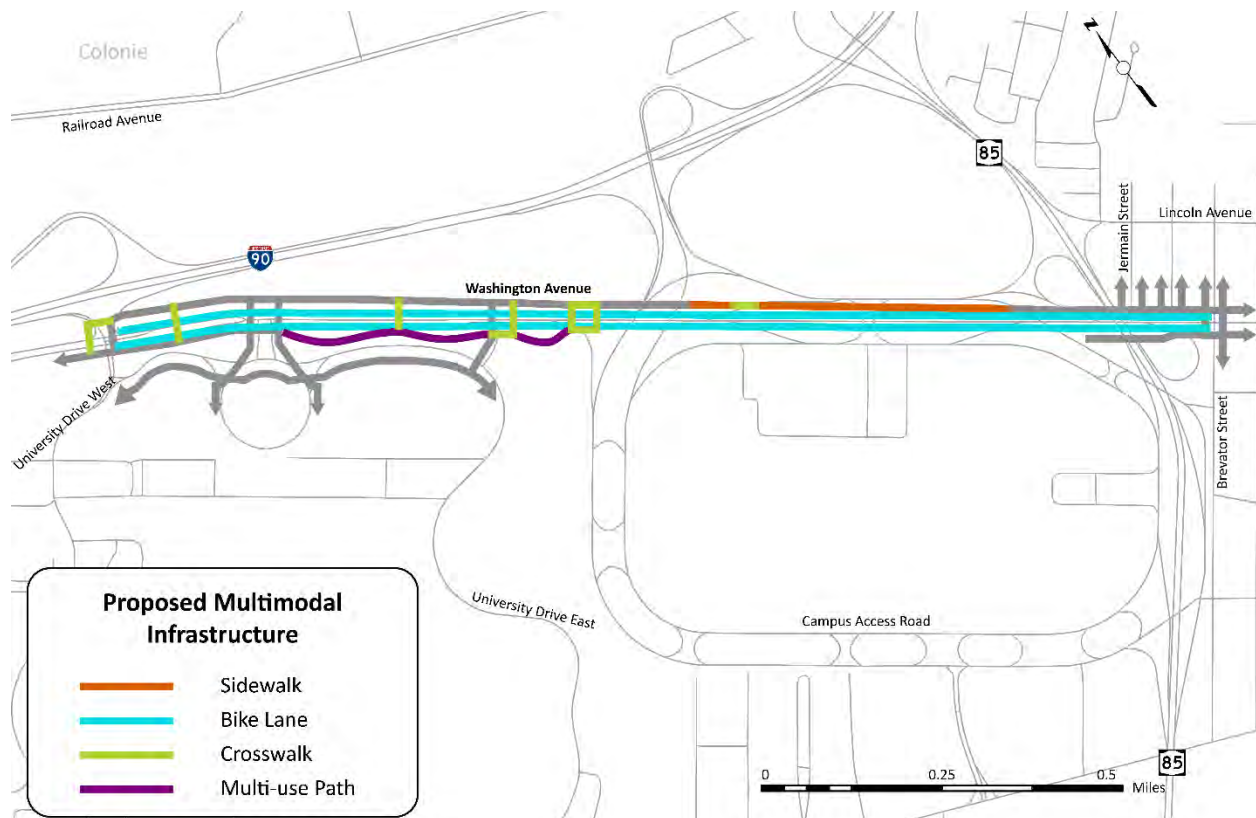 Colonie
Railroad Avenue
N
85
Jermain Street
Lincoln Avenue
90
Washington Avenue
University Drive West
Brevator Street
University Drive East
Campus Access Road
Proposed Multimodal
Infrastructure
Sidewalk
Bike Lane
Crosswalk
Multi-use Path
0 0.25 0.5
Miles
85